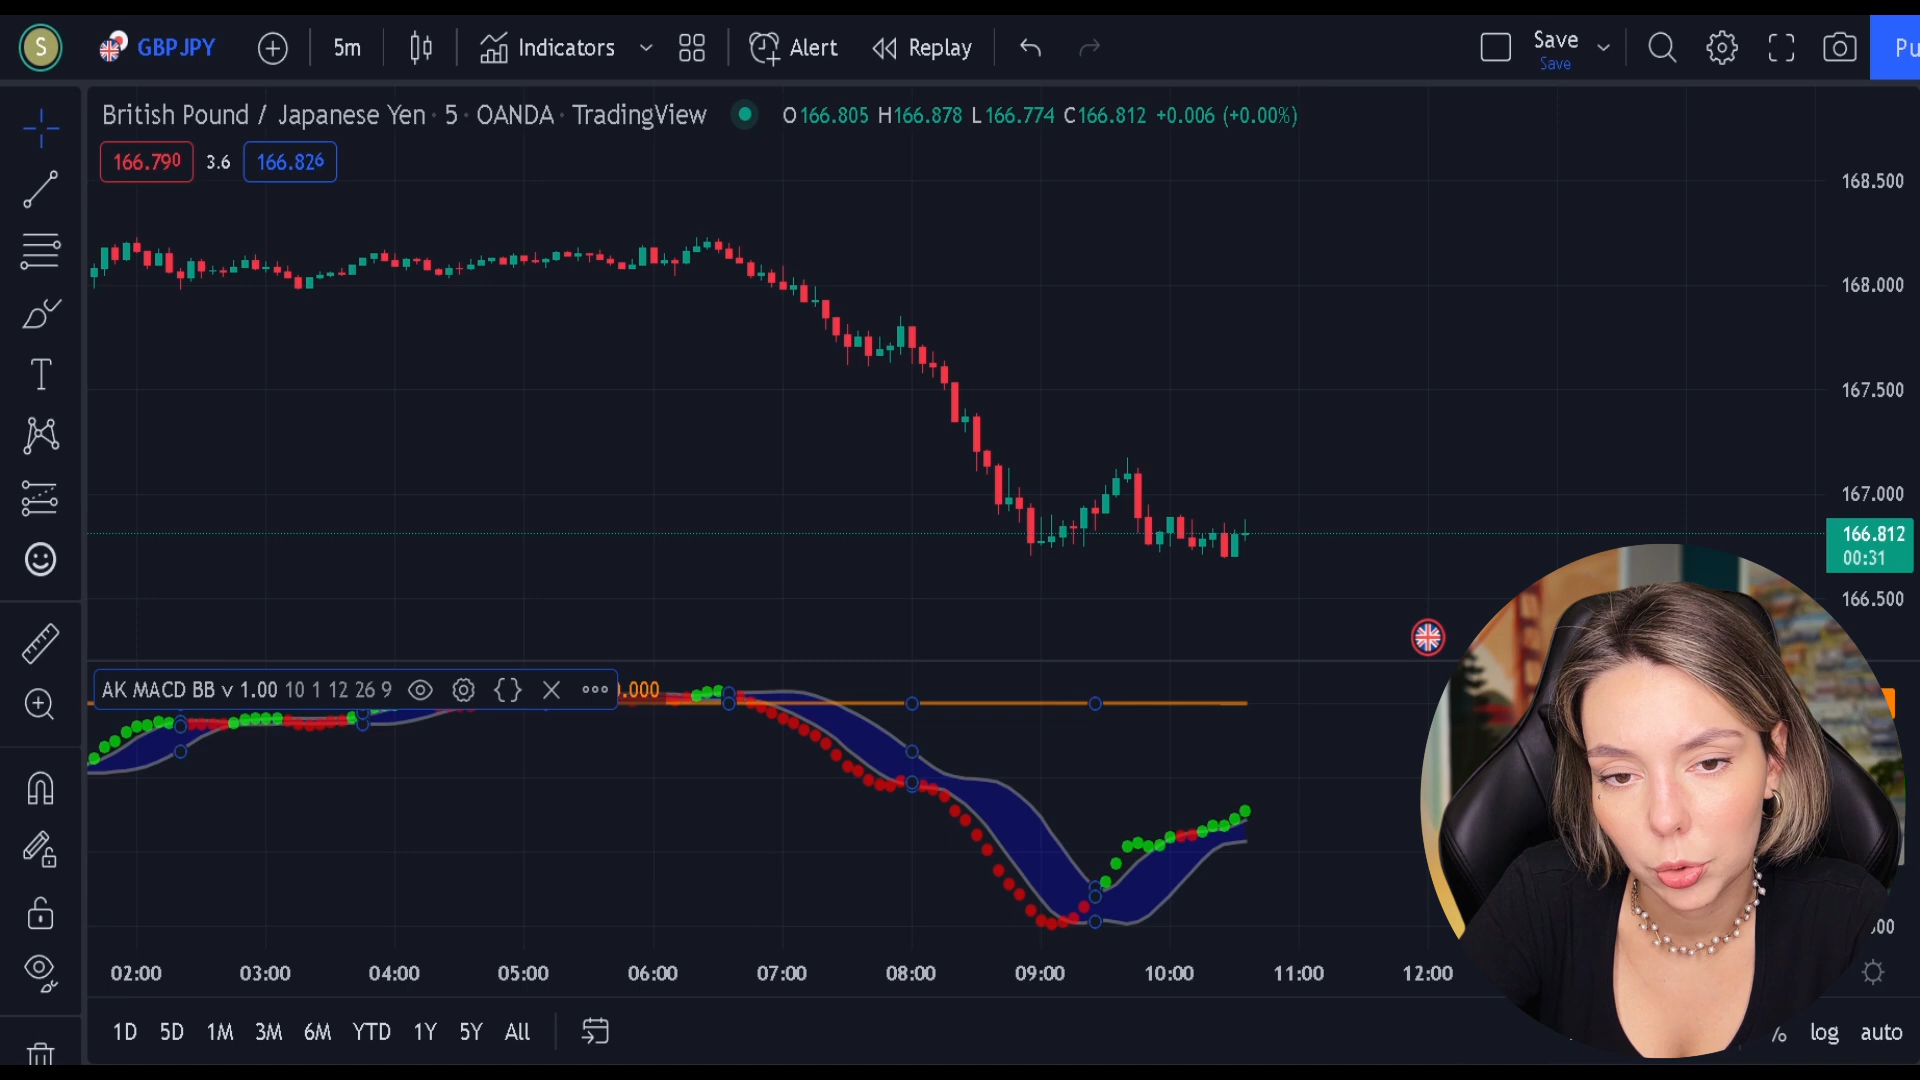 S GBPJPY 5m Indicators Alert Replay Save Pu
Save
British Pound / Japanese Yen · 5 · OANDA · TradingView O166.805 H166.878 L166.774 C166.812 +0.006 (+0.00%)
166.790 3.6 166.826
168.500
168.000
167.500
167.000
166.812
00:31
166.500
AK MACD BB v 1.00 10 1 12 26 9 0.000
02:00 03:00 04:00 05:00 06:00 07:00 08:00 09:00 10:00 11:00 12:00
1D 5D 1M 3M 6M YTD 1Y 5Y All % log auto